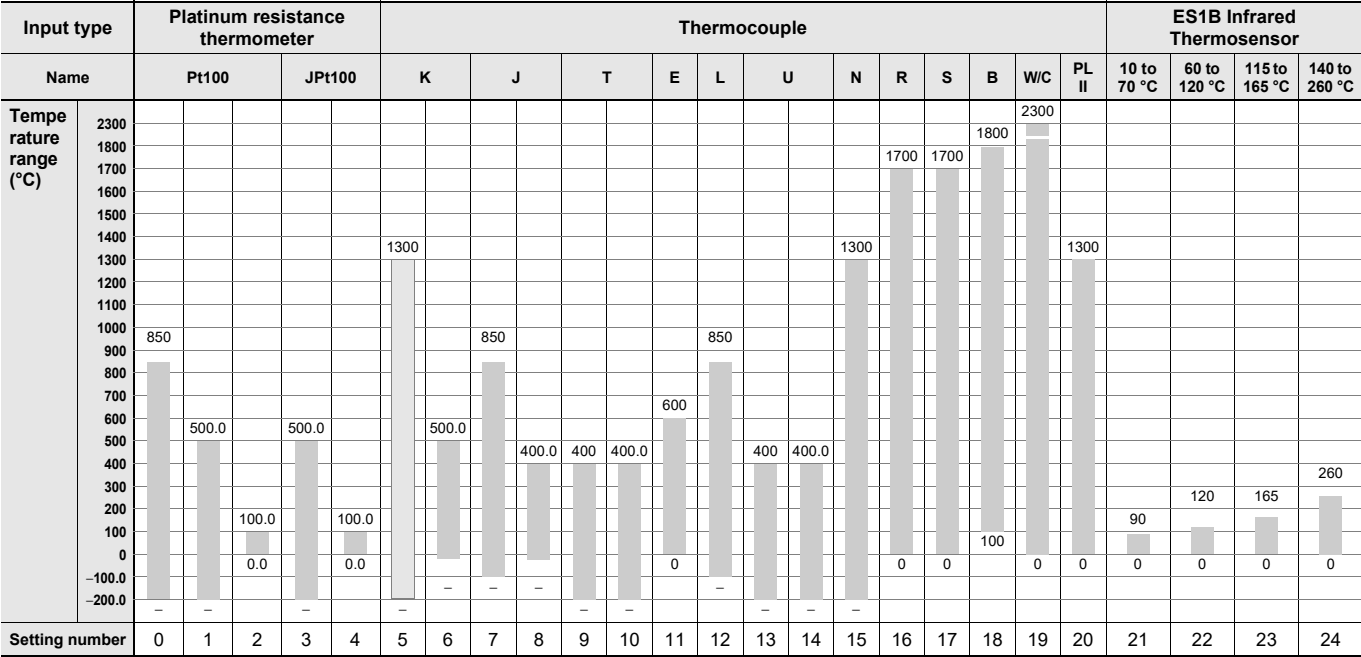 Input type Platinum resistance thermometer Thermocouple ES1B Infrared Thermosensor
Name Pt100 JPt100 K J T E L U N R S B W/C PL II 10 to 70 °C 60 to 120 °C 115 to 165 °C 140 to 260 °C
Tempe
rature
range
(°C)
2300
2300
1800
1800
1700 1700 1700
1600
1500
1400
1300 1300 1300
1300
1200
1100
1000
850 850 850
900
800
700
600
600
500.0 500.0 500.0
500
400.0 400 400.0 400 400.0
400
260
300
120 165
200
100.0 100.0 90
100
100
0
0.0 0.0 0 0 0 0 0 0 0 0 0
−100.0
– – – –
−200.0
– – – – – – – – –
Setting number 0 1 2 3 4 5 6 7 8 9 10 11 12 13 14 15 16 17 18 19 20 21 22 23 24